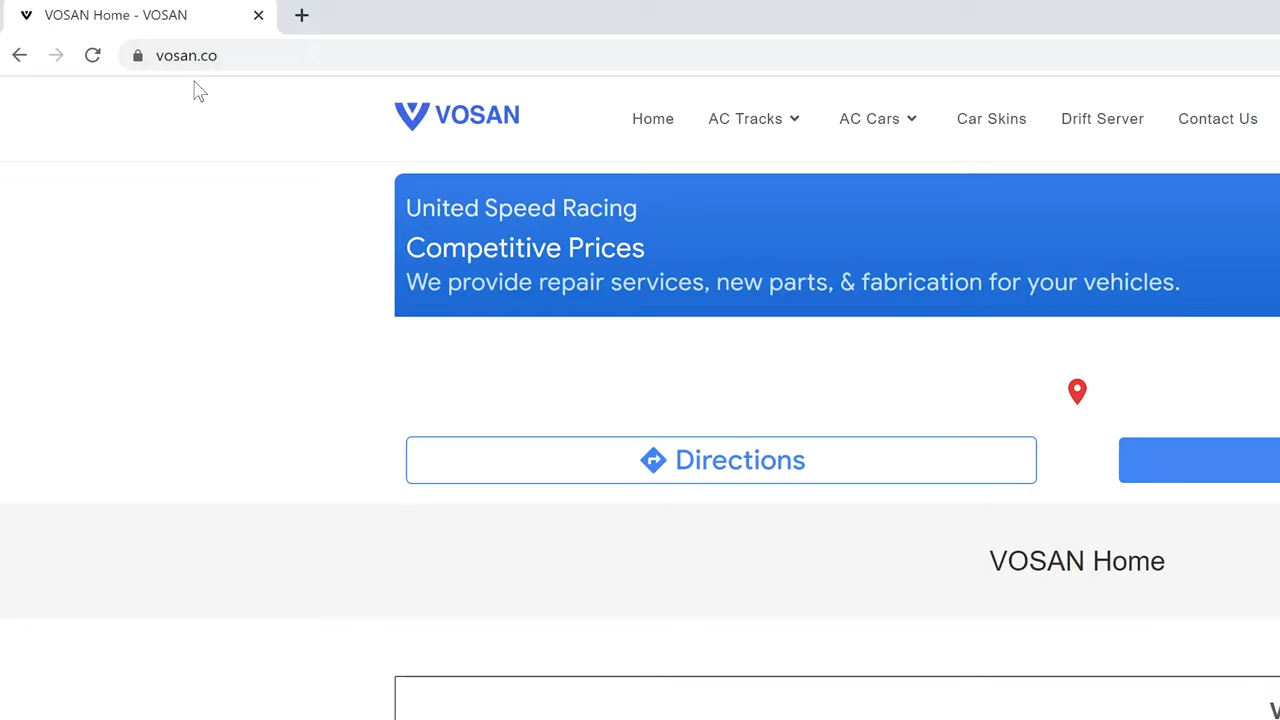 VOSAN Home - VOSAN
vosan.co
VOSAN
Home
AC Tracks
AC Cars
Car Skins
Drift Server
Contact Us
United Speed Racing
Competitive Prices
We provide repair services, new parts, & fabrication for your vehicles.
Directions
VOSAN Home